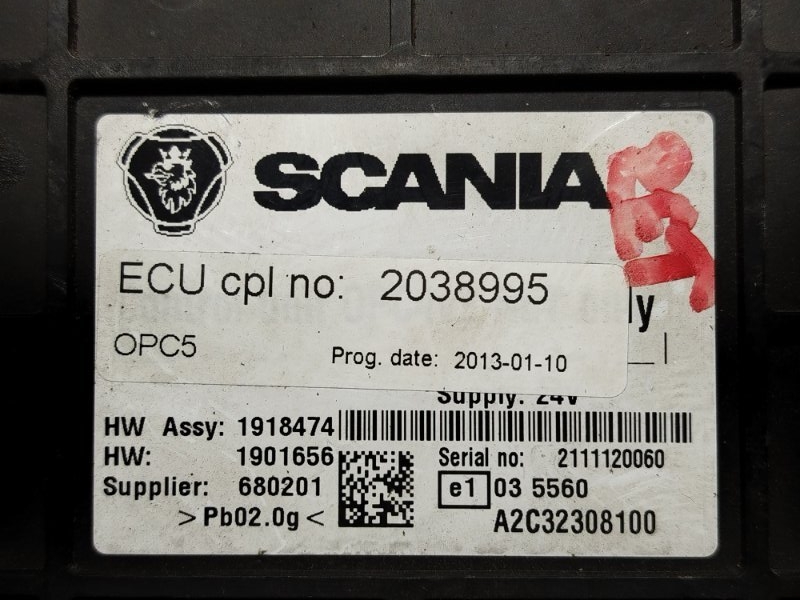 SCANIA
ECU cpl no: 2038995
ly
OPC5
Prog. date: 2013-01-10
Supply: 24V
HW Assy: 1918474
HW: 1901656
Serial no: 2111120060
Supplier: 680201
e1 03 5560
>Pb02.0g<
A2C32308100